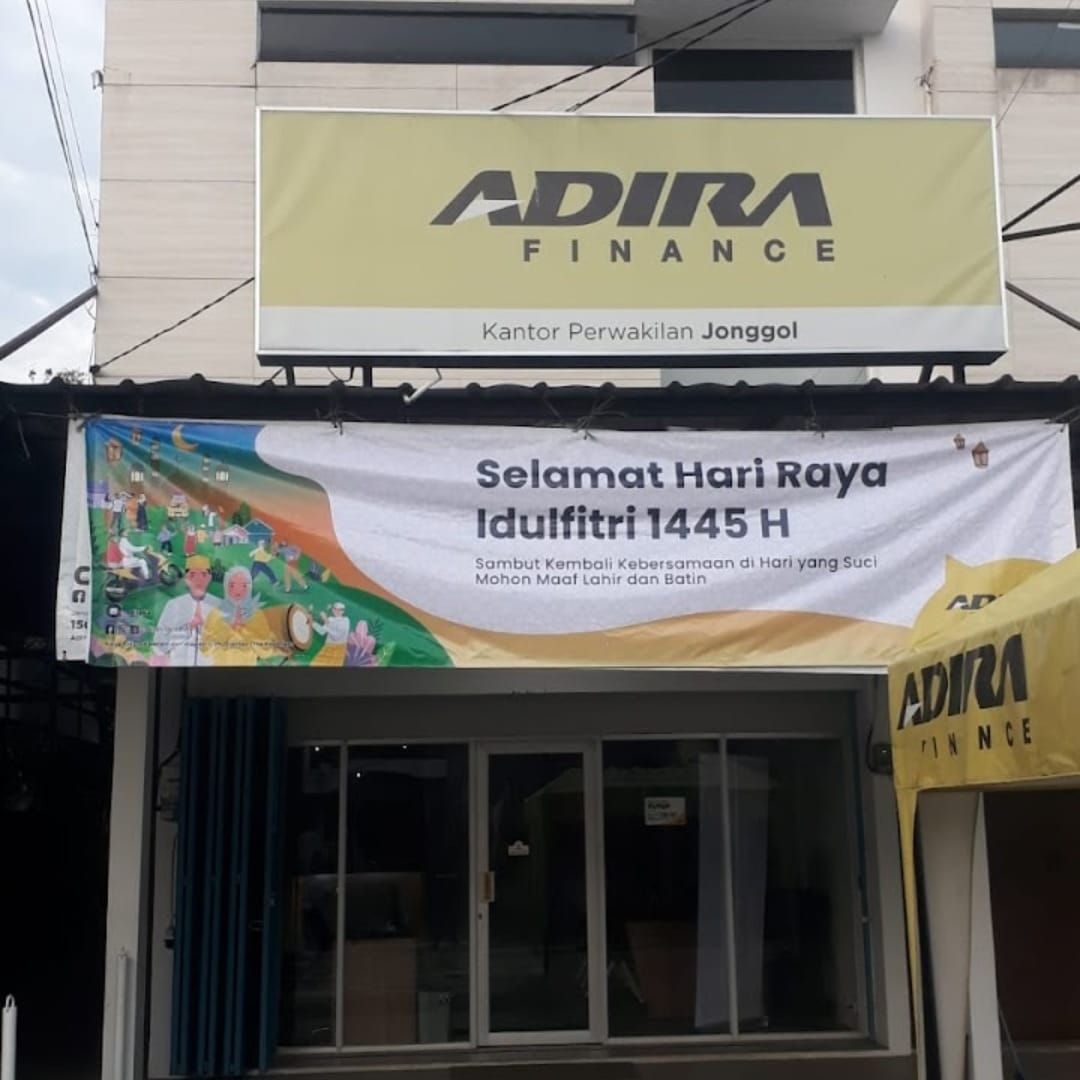 ADIRA
FINANCE
Kantor Perwakilan Jonggol
Selamat Hari Raya
Idulfitri 1445 H
Sambut Kembali Kebersamaan di Hari yang Suci
Mohon Maaf Lahir dan Batin
ADIRA
FINANCE